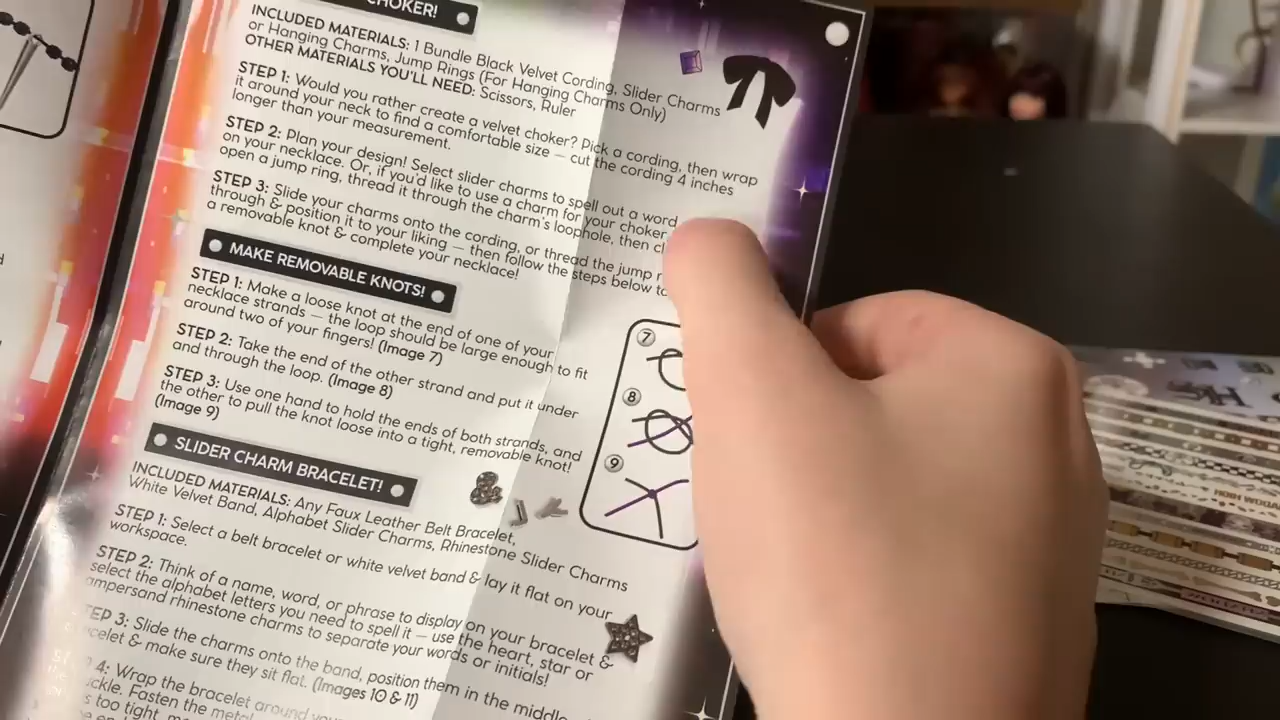 CHOKER!
INCLUDED MATERIALS: 1 Bundle Black Velvet Cording, Slider Charms
or Hanging Charms, Jump Rings (For Hanging Charms Only)
OTHER MATERIALS YOU'LL NEED: Scissors, Ruler
STEP 1: Would you rather create a velvet choker? Pick a cording, then wrap
it around your neck to find a comfortable size — cut the cording 4 inches
longer than your measurement.
STEP 2: Plan your design! Select slider charms to spell out a word
on your necklace. Or, if you'd like to use a charm for your choker
open a jump ring, thread it through the charm's loophole, then
STEP 3: Slide your charms onto the cording, or thread the jump
through & position it to your liking — then follow the steps below
a removable knot & complete your necklace!
MAKE REMOVABLE KNOTS!
STEP 1: Make a loose knot at the end of one of your
necklace strands — the loop should be large enough to fit
around two of your fingers! (Image 7)
STEP 2: Take the end of the other strand and put it under
and through the loop. (Image 8)
STEP 3: Use one hand to hold the ends of both strands, and
the other to pull the knot loose into a tight, removable knot!
(Image 9)
7
8
9
SLIDER CHARM BRACELET!
INCLUDED MATERIALS: Any Faux Leather Belt Bracelet,
White Velvet Band, Alphabet Slider Charms, Rhinestone Slider Charms
STEP 1: Select a belt bracelet or white velvet band & lay it flat on your
workspace.
STEP 2: Think of a name, word, or phrase to display on your bracelet &
select the alphabet letters you need to spell it — use the heart, star or
ampersand rhinestone charms to separate your words or initials!
STEP 3: Slide the charms onto the band, position them in the middle
& make sure they sit flat. (Images 10 & 11)
4: Wrap the bracelet around
Fasten the metal
too tight,